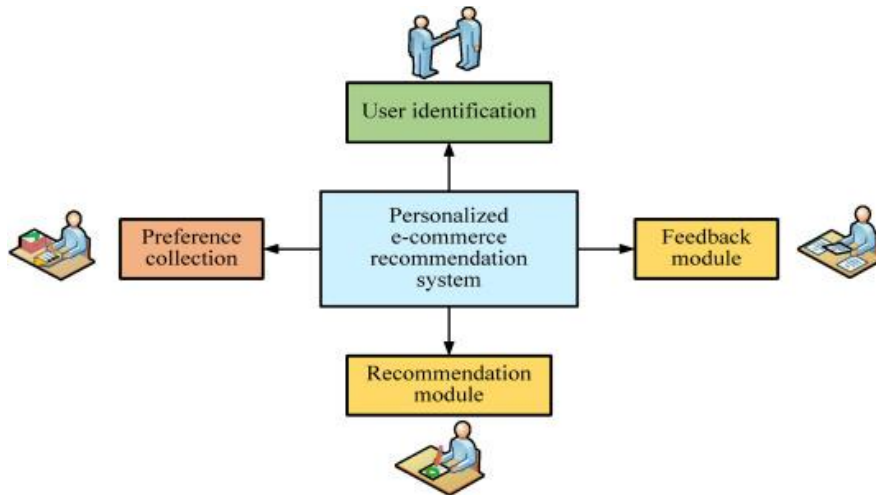 User identification
Personalized
e-commerce
recommendation
system
Preference
collection
Feedback
module
Recommendation
module